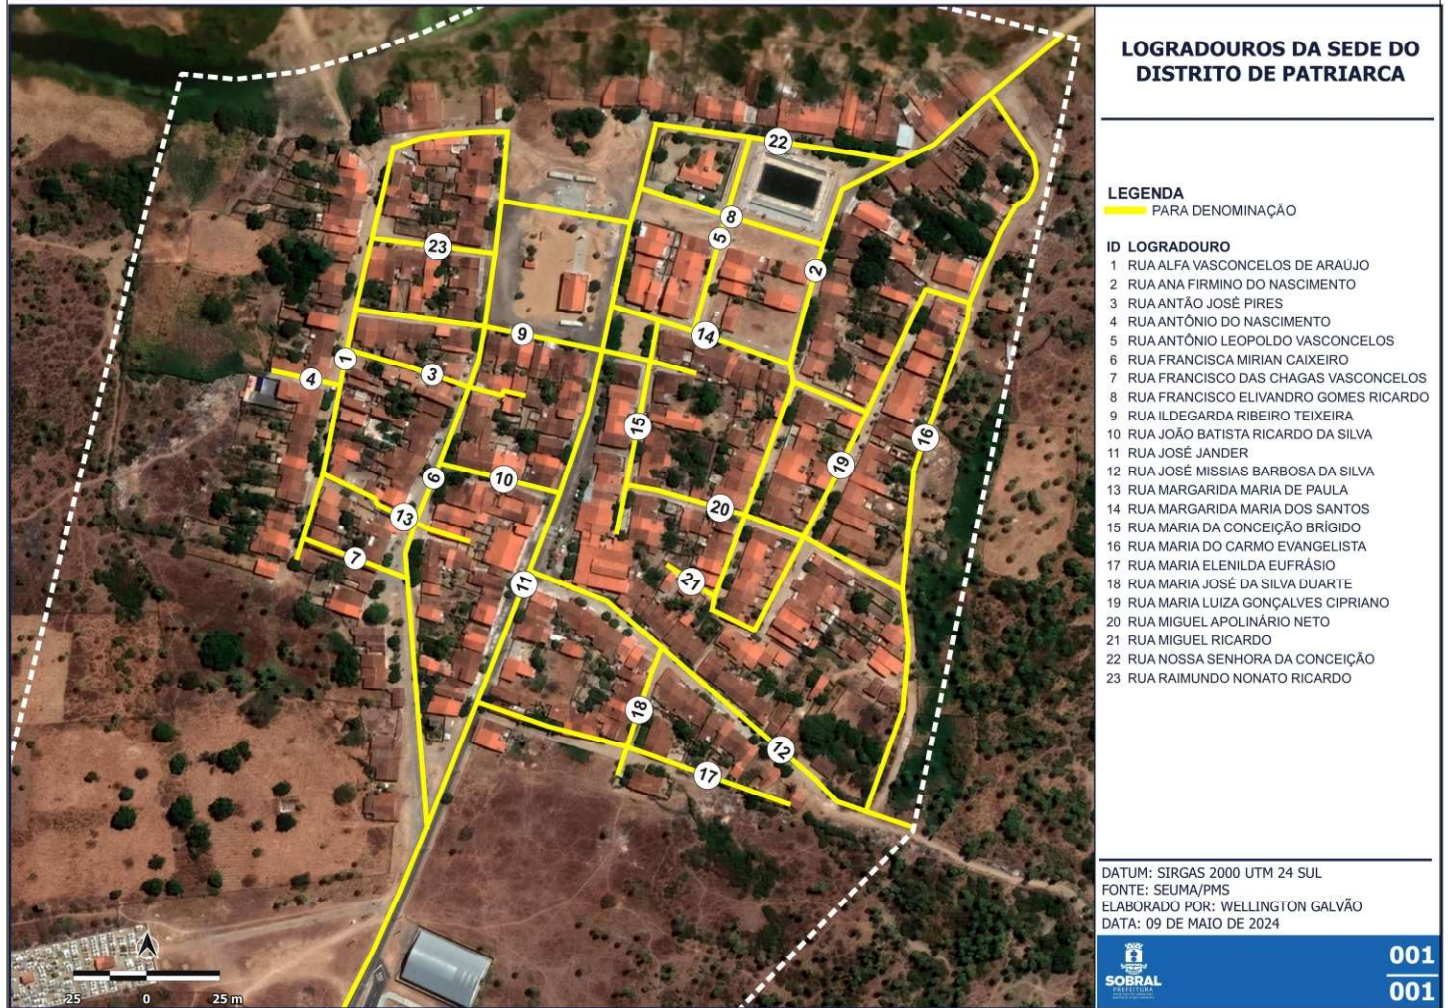 LOGRADOUROS DA SEDE DO
DISTRITO DE PATRIARCA
LEGENDA
PARA DENOMINAÇÃO
ID LOGRADOURO
1 RUA ALFA VASCONCELOS DE ARAÚJO
2 RUA ANA FIRMINO DO NASCIMENTO
3 RUA ANTÃO JOSÉ PIRES
4 RUA ANTÔNIO DO NASCIMENTO
5 RUA ANTÔNIO LEOPOLDO VASCONCELOS
6 RUA FRANCISCA MIRIAN CAIXEIRO
7 RUA FRANCISCO DAS CHAGAS VASCONCELOS
8 RUA FRANCISCO ELIVANDRO GOMES RICARDO
9 RUA ILDEGARDA RIBEIRO TEIXEIRA
10 RUA JOÃO BATISTA RICARDO DA SILVA
11 RUA JOSÉ JANDER
12 RUA JOSÉ MISSIAS BARBOSA DA SILVA
13 RUA MARGARIDA MARIA DE PAULA
14 RUA MARGARIDA MARIA DOS SANTOS
15 RUA MARIA DA CONCEIÇÃO BRÍGIDO
16 RUA MARIA DO CARMO EVANGELISTA
17 RUA MARIA ELENILDA EUFRÁSIO
18 RUA MARIA JOSÉ DA SILVA DUARTE
19 RUA MARIA LUIZA GONÇALVES CIPRIANO
20 RUA MIGUEL APOLINÁRIO NETO
21 RUA MIGUEL RICARDO
22 RUA NOSSA SENHORA DA CONCEIÇÃO
23 RUA RAIMUNDO NONATO RICARDO
DATUM: SIRGAS 2000 UTM 24 SUL
FONTE: SEUMA/PMS
ELABORADO POR: WELLINGTON GALVÃO
DATA: 09 DE MAIO DE 2024
SOBRAL
PREFEITURA
001
001
22
8
5
23
2
9
14
1
3
4
15
16
19
6
10
20
13
7
21
11
18
12
17
25 0 25 m